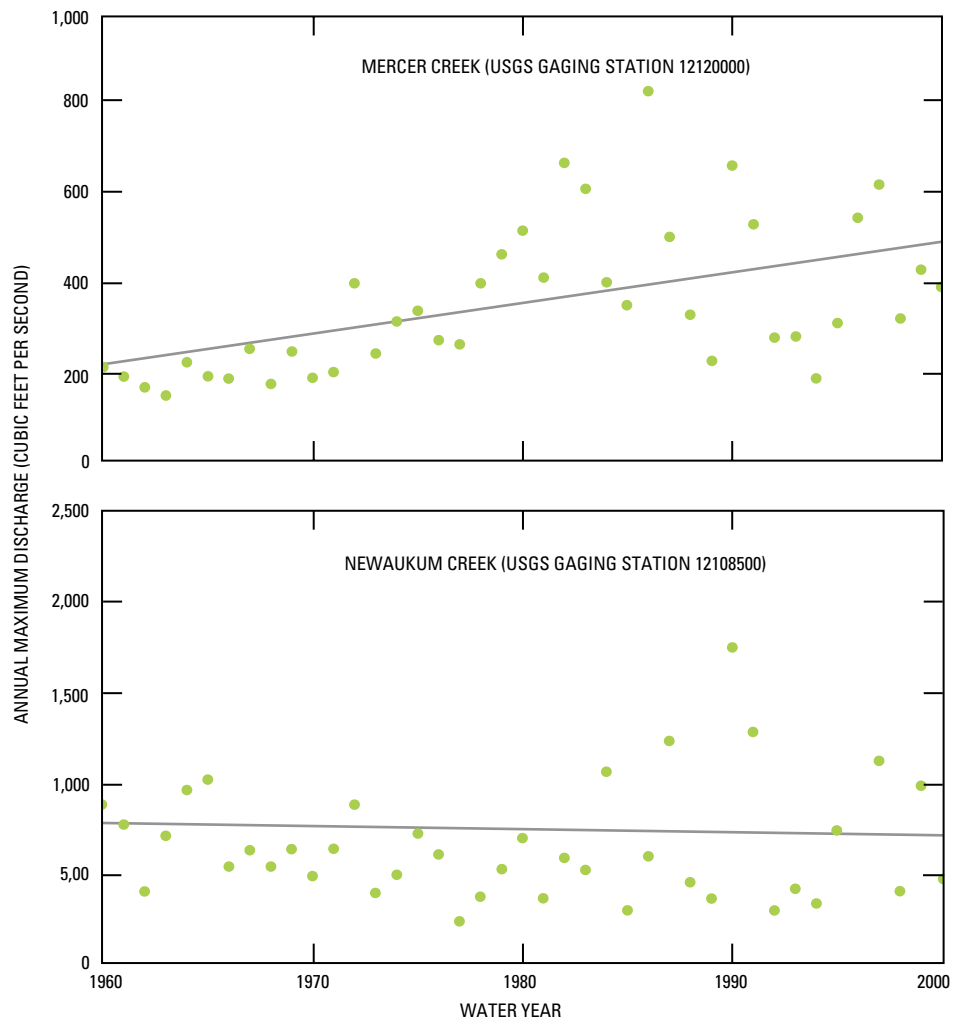 ANNUAL MAXIMUM DISCHARGE (CUBIC FEET PER SECOND)
1,000
MERCER CREEK (USGS GAGING STATION 12120000)
800
600
400
200
0
2,500
NEWAUKUM CREEK (USGS GAGING STATION 12108500)
2,000
1,500
1,000
5,00
0
1960 1970 1980 1990 2000
WATER YEAR